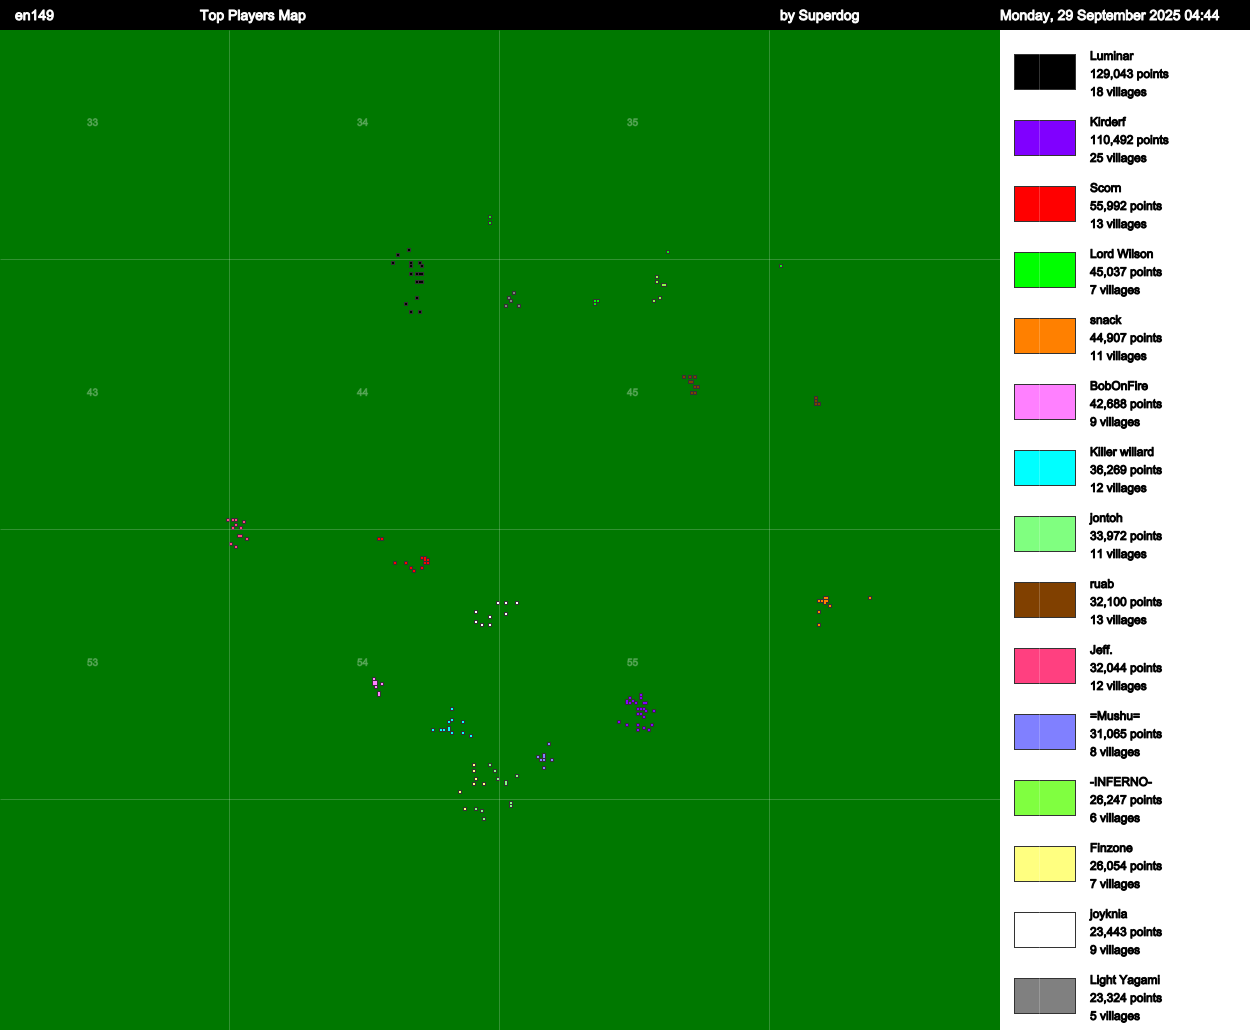 en149 Top Players Map by Superdog Monday, 29 September 2025 04:44
Luminar
129,043 points
18 villages
Kirderf
110,492 points
25 villages
Scorn
55,992 points
13 villages
Lord Wilson
45,037 points
7 villages
snack
44,907 points
11 villages
BobOnFire
42,688 points
9 villages
Killer willard
36,269 points
12 villages
jontoh
33,972 points
11 villages
ruab
32,100 points
13 villages
Jeff.
32,044 points
12 villages
=Mushu=
31,065 points
8 villages
-INFERNO-
26,247 points
6 villages
Finzone
26,054 points
7 villages
joyknia
23,443 points
9 villages
Light Yagami
23,324 points
5 villages
33 34 35
43 44 45
53 54 55